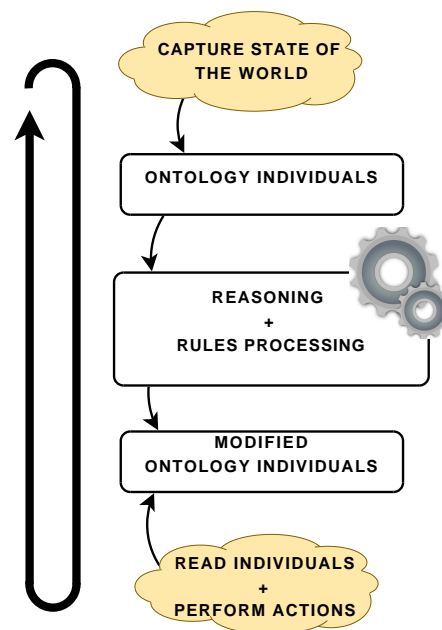 CAPTURE STATE OF
THE WORLD
ONTOLOGY INDIVIDUALS
REASONING
+
RULES PROCESSING
MODIFIED
ONTOLOGY INDIVIDUALS
READ INDIVIDUALS
+
PERFORM ACTIONS